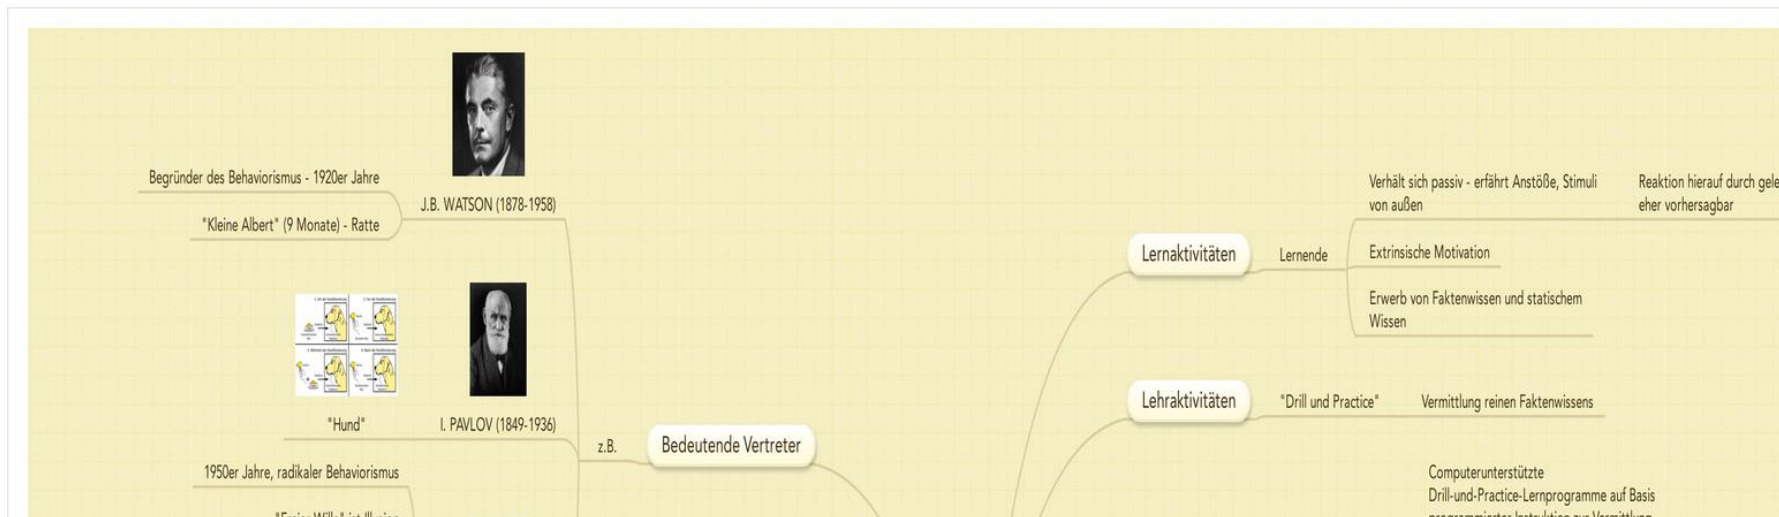 Begründer des Behaviorismus - 1920er Jahre
"Kleine Albert" (9 Monate) - Ratte
J.B. WATSON (1878-1958)
"Hund"
I. PAVLOV (1849-1936)
1950er Jahre, radikaler Behaviorismus
z.B.
Bedeutende Vertreter
Lernaktivitäten
Lernende
Verhält sich passiv - erfährt Anstöße, Stimuli
von außen
Reaktion hierauf durch
eher vorhersagbar
Extrinsische Motivation
Erwerb von Faktenwissen und statischem
Wissen
Lehraktivitäten
"Drill und Practice"
Vermittlung reinen Faktenwissens
Computerunterstützte
Drill-und-Practice-Lernprogramme auf Basis